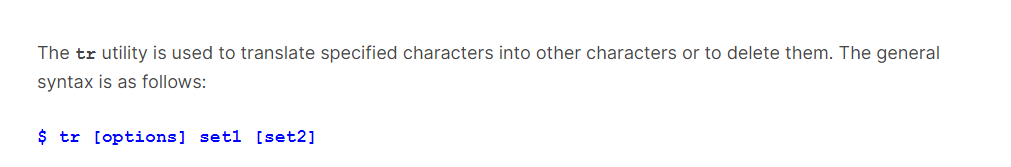 The tr utility is used to translate specified characters into other characters or to delete them. The general
syntax is as follows:
$ tr [options] set1 [set2]